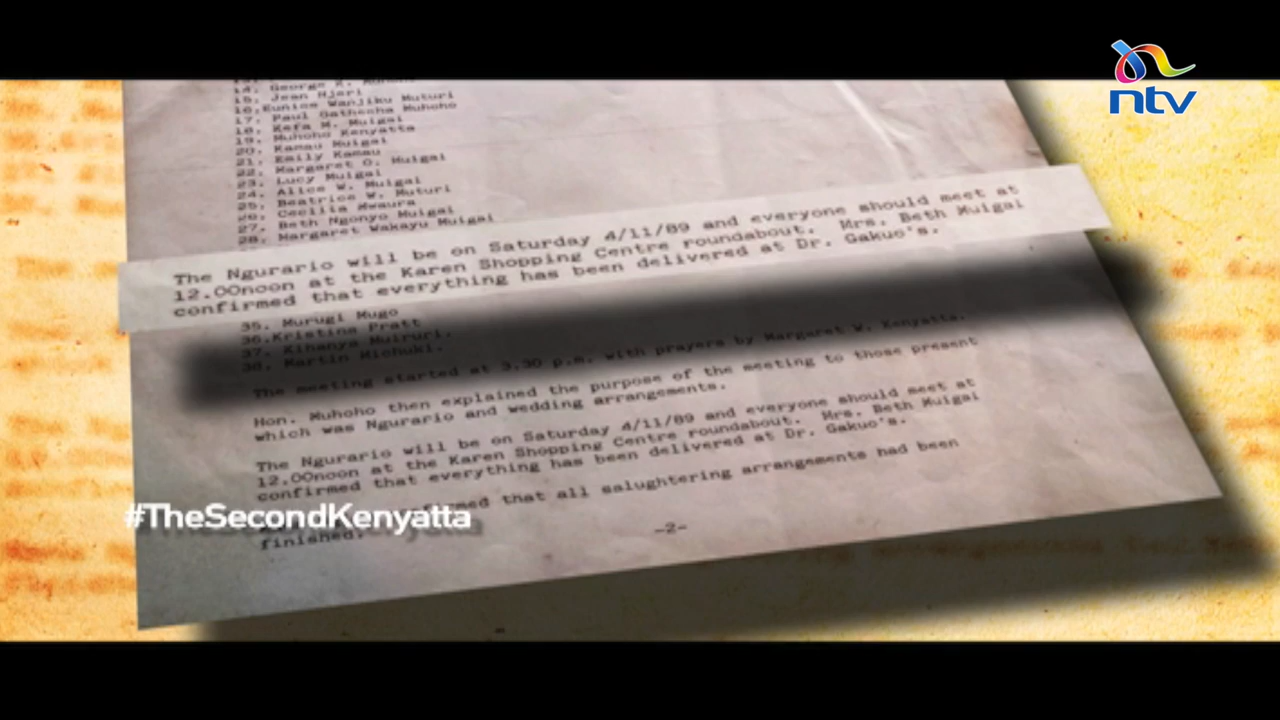 ntv
14. George K. Muhoho
15. Jean Njeri
16.Eunice Wanjiku Muturi
17. Paul Gathecha Muhoho
18. Kefa M. Muigai
19. Muhoho Kenyatta
20. Kamau Muigai
21. Emily Kamau
22. Margaret O. Muigai
23. Lucy Muigai
24. Alice W. Muigai
25. Beatrice W. Muturi
26. Cecilia Mwaura
27. Beth Ngonyo Muigai
28. Margaret Wakayu Muigai
The Ngurario will be on Saturday 4/11/89 and everyone should meet at
12.00noon at the Karen Shopping Centre roundabout. Mrs. Beth Muigai
confirmed that everything has been delivered at Dr. Gakuo's.
35. Murugi Mugo
36.Kristina Pratt
37. Kihanya Muiruri.
38. Martin Michuki.
The meeting started at 3.30 p.m. with prayers by Margaret W. Kenyatta.
Hon. Muhoho then explained the purpose of the meeting to those present
which was Ngurario and wedding arrangements.
The Ngurario will be on Saturday 4/11/89 and everyone should meet at
12.00noon at the Karen Shopping Centre roundabout. Mrs. Beth Muigai
confirmed that everything has been delivered at Dr. Gakuo's.
that all salughtering arrangements had been
finished.
-2-
#TheSecondKenyatta